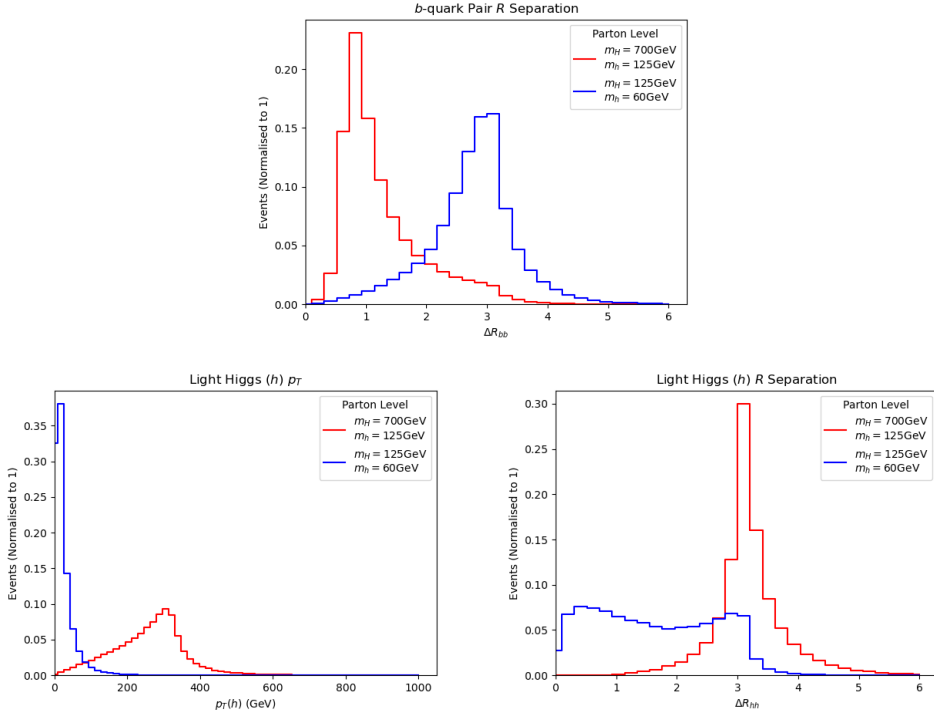 b-quark Pair R Separation
Events (Normalised to 1)
0.20
0.15
0.10
0.05
0.00
Parton Level
m_H = 700GeV
m_h = 125GeV
m_H = 125GeV
m_h = 60GeV
0 1 2 3 4 5 6
ΔR_bb
Light Higgs (h) p_T
Events (Normalised to 1)
0.35
0.30
0.25
0.20
0.15
0.10
0.05
0.00
Parton Level
m_H = 700GeV
m_h = 125GeV
m_H = 125GeV
m_h = 60GeV
0 200 400 600 800 1000
p_T(h) (GeV)
Light Higgs (h) R Separation
Events (Normalised to 1)
0.30
0.25
0.20
0.15
0.10
0.05
0.00
Parton Level
m_H = 700GeV
m_h = 125GeV
m_H = 125GeV
m_h = 60GeV
0 1 2 3 4 5 6
ΔR_hh